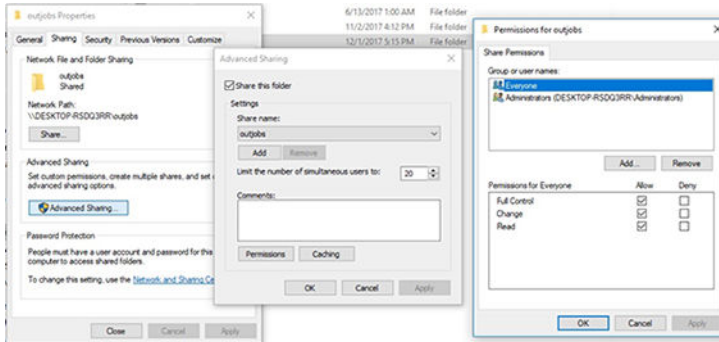 outjobs Properties
General Sharing Security Previous Versions Customize
Network File and Folder Sharing
outjobs
Shared
Network Path:
\\DESKTOP-RSDQ3RR\outjobs
Share...
Advanced Sharing
Set custom permissions, create multiple shares, and set
advanced sharing options.
Advanced Sharing...
Password Protection
People must have a user account and password for this
computer to access shared folders.
To change this setting, use the Network and Sharing Ce
Close Cancel Apply
6/13/2017 1:00 AM File folder
11/2/2017 4:12 PM File folder
12/1/2017 5:15 PM File folder
Advanced Sharing
Share this folder
Settings
Share name:
outjobs
Add Remove
Limit the number of simultaneous users to: 20
Comments:
Permissions Caching
OK Cancel Apply
Permissions for outjobs
Share Permissions
Group or user names:
Everyone
Administrators (DESKTOP-RSDQ3RR\Administrators)
Add... Remove
Permissions for Everyone Allow Deny
Full Control
Change
Read
OK Cancel Apply